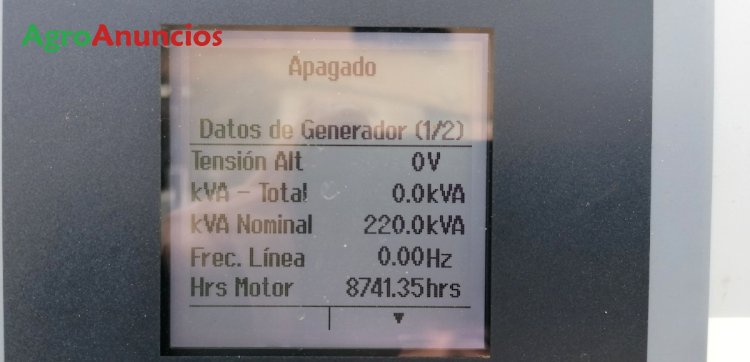 AgroAnuncios
Apagado
Datos de Generador (1/2)
Tensión Alt 0V
kVA - Total 0.0kVA
kVA Nominal 220.0kVA
Frec. Línea 0.00Hz
Hrs Motor 8741.35hrs